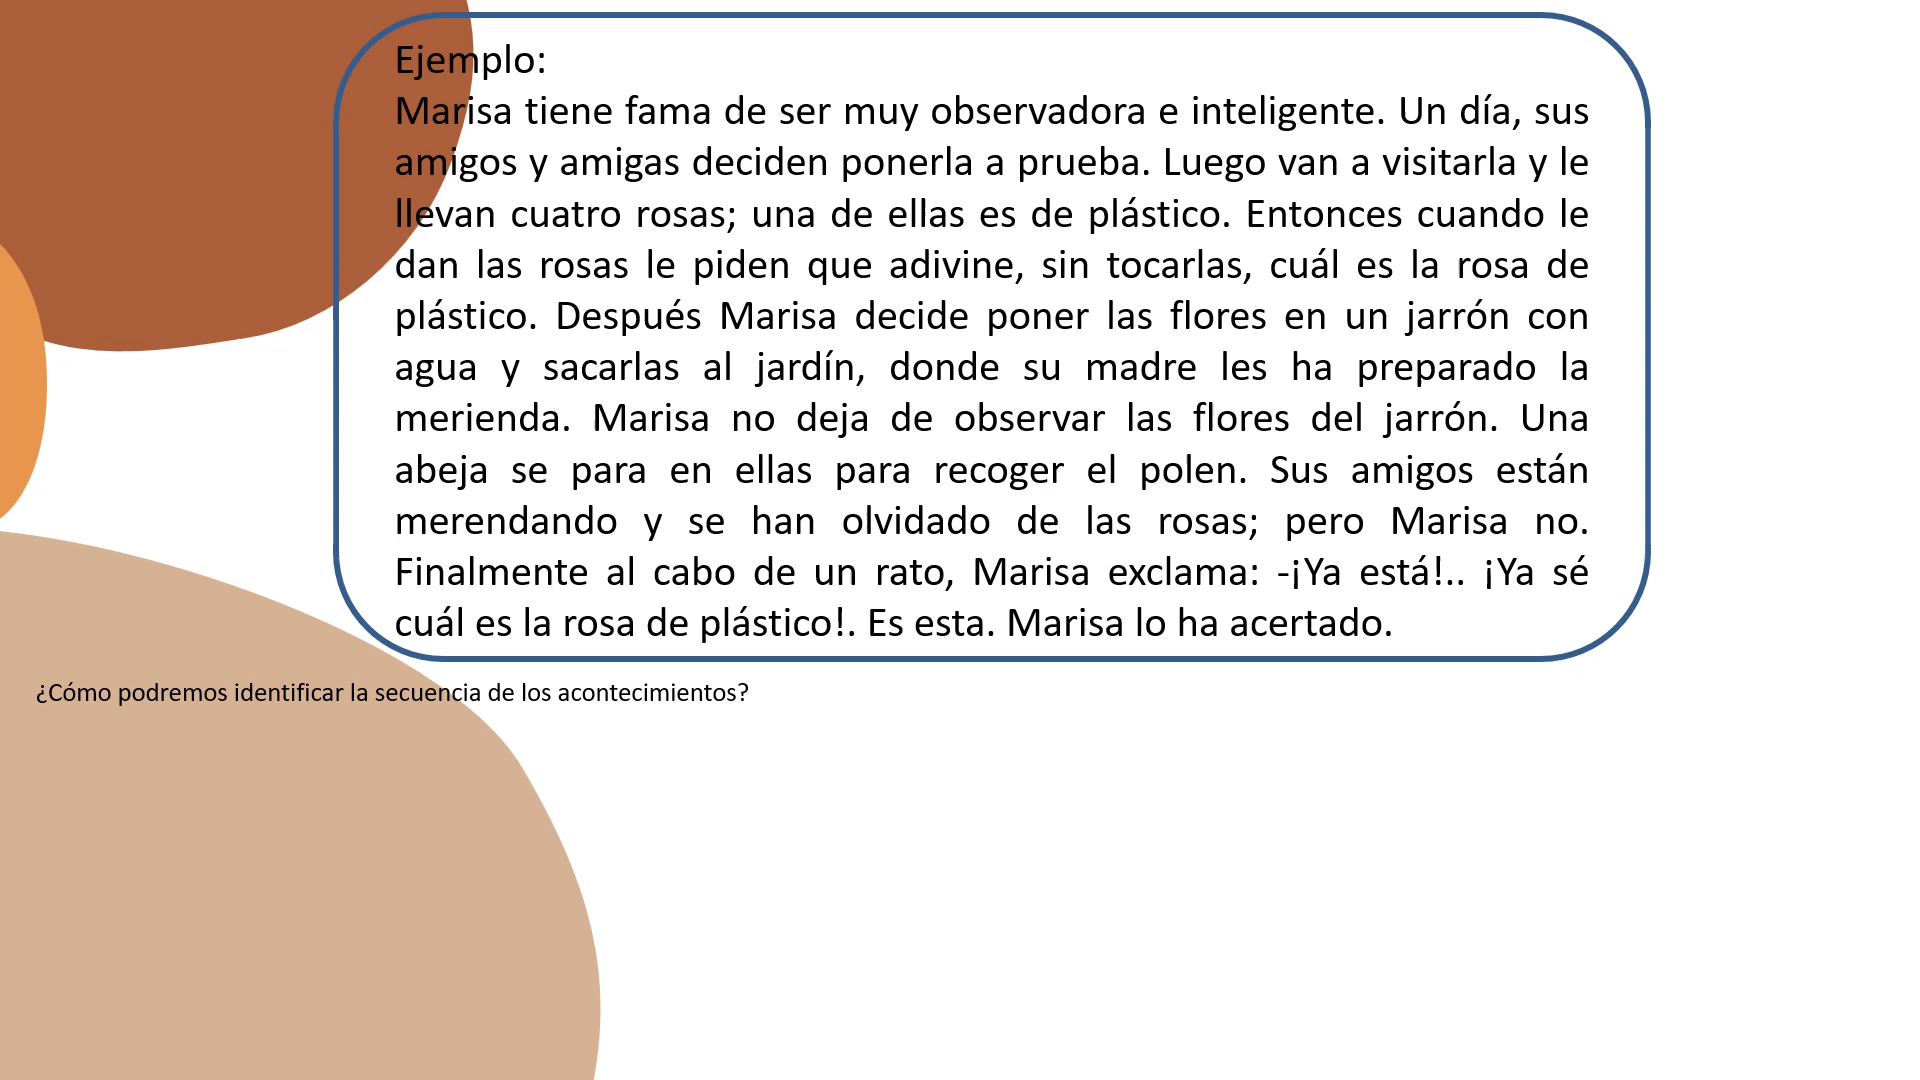 Ejemplo:
Marisa tiene fama de ser muy observadora e inteligente. Un día, sus
amigos y amigas deciden ponerla a prueba. Luego van a visitarla y le
llevan cuatro rosas; una de ellas es de plástico. Entonces cuando le
dan las rosas le piden que adivine, sin tocarlas, cuál es la rosa de
plástico. Después Marisa decide poner las flores en un jarrón con
agua y sacarlas al jardín, donde su madre les ha preparado la
merienda. Marisa no deja de observar las flores del jarrón. Una
abeja se para en ellas para recoger el polen. Sus amigos están
merendando y se han olvidado de las rosas; pero Marisa no.
Finalmente al cabo de un rato, Marisa exclama: -¡Ya está!.. ¡Ya sé
cuál es la rosa de plástico!. Es esta. Marisa lo ha acertado.
¿Cómo podremos identificar la secuencia de los acontecimientos?